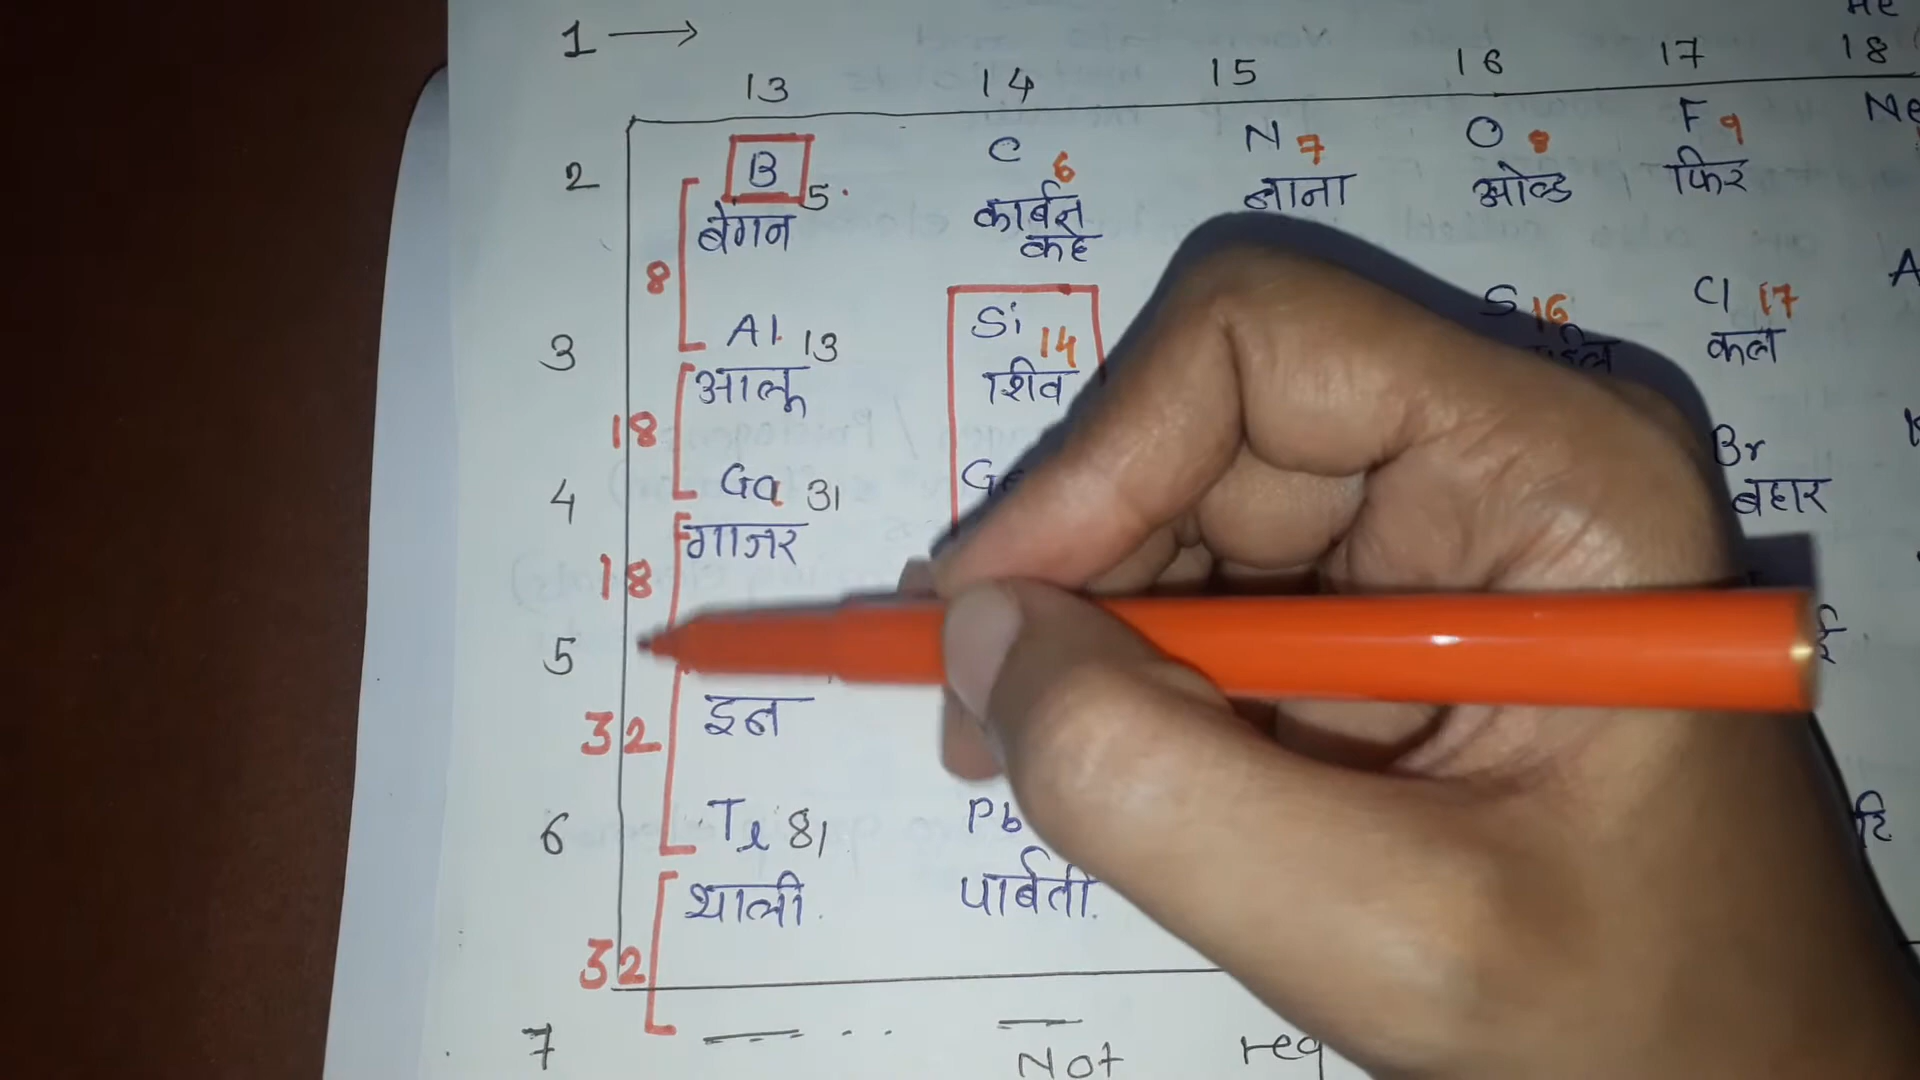 He
1 →
13 14 15 16 17 18
2 B 5. C 6 N 7 O 8 F 9 Ne
बेगन कार्बन लाना ओल्ड फिर
कह
8
3 Al 13 Si 14 S 16 Cl 17
आलू शिव कल
18
4 Ga 31 Br
गाजर बहार
18
5
इन
32
6 Tl 81 Pb
थाली. पार्वती.
32
7 Not req